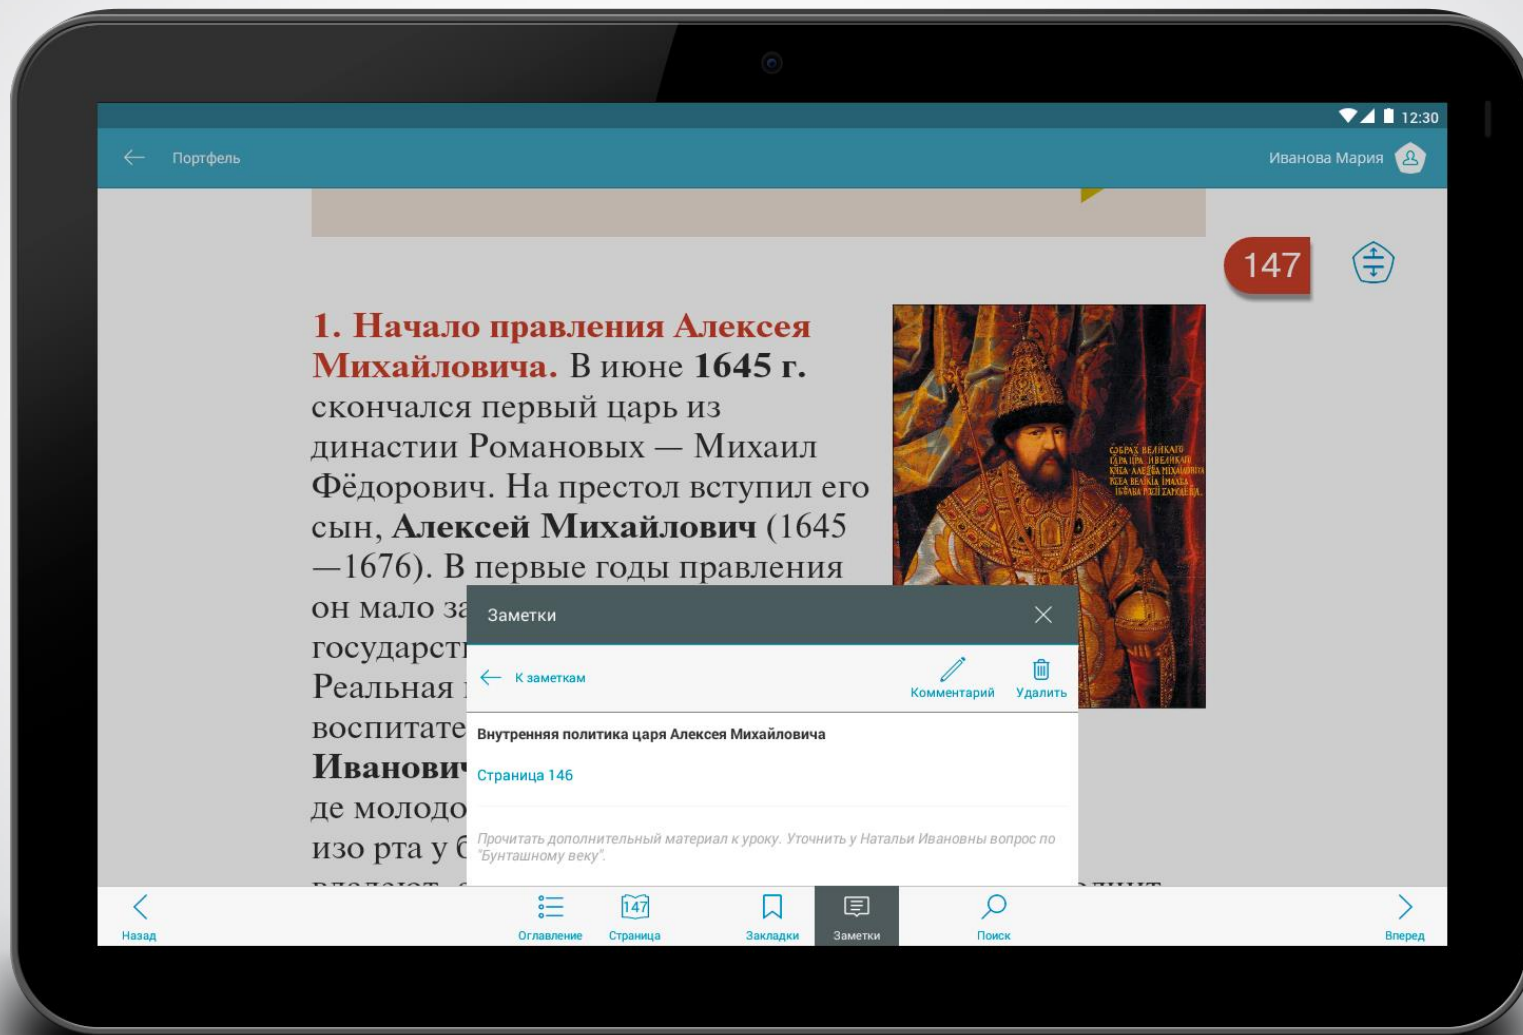 12:30
Портфель
Иванова Мария
147
1. Начало правления Алексея
Михайловича. В июне 1645 г.
скончался первый царь из
династии Романовых — Михаил
Фёдорович. На престол вступил его
сын, Алексей Михайлович (1645
—1676). В первые годы правления
он мало
государст
Реальная
воспитате
Иванович
де молодо
изо рта у
Заметки
К заметкам
Комментарий
Удалить
Внутренняя политика царя Алексея Михайловича
Страница 146
Прочитать дополнительный материал к уроку. Уточнить у Натальи Ивановны вопрос по
"Бунташному веку".
Назад
Оглавление
147
Страница
Закладки
Заметки
Поиск
Вперед